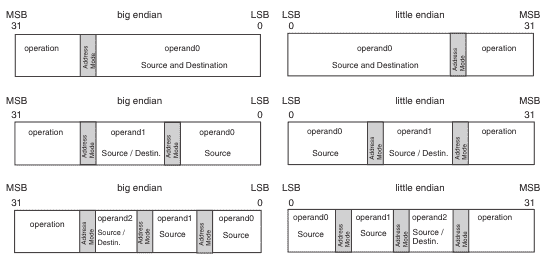 MSB big endian LSB
31 0
operation Address Mode operand0
Source and Destination
LSB little endian MSB
0 31
operand0 Address Mode operation
Source and Destination
MSB big endian LSB
31 0
operation Address Mode operand1 Address Mode operand0
Source / Destin. Source
LSB little endian MSB
0 31
operand0 Address Mode operand1 Address Mode operation
Source Source / Destin.
MSB big endian LSB
31 0
operation Address Mode operand2 Address Mode operand1 Address Mode operand0
Source / Source Source
Destin.
LSB little endian MSB
0 31
operand0 Address Mode operand1 Address Mode operand2 Address Mode operation
Source Source Source /
Destin.